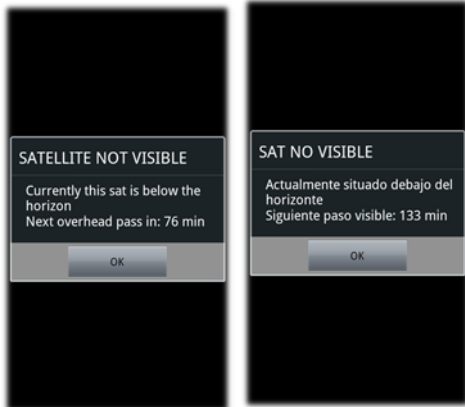 SATELLITE NOT VISIBLE
Currently this sat is below the
horizon
Next overhead pass in: 76 min
OK
SAT NO VISIBLE
Actualmente situado debajo del
horizonte
Siguiente paso visible: 133 min
OK